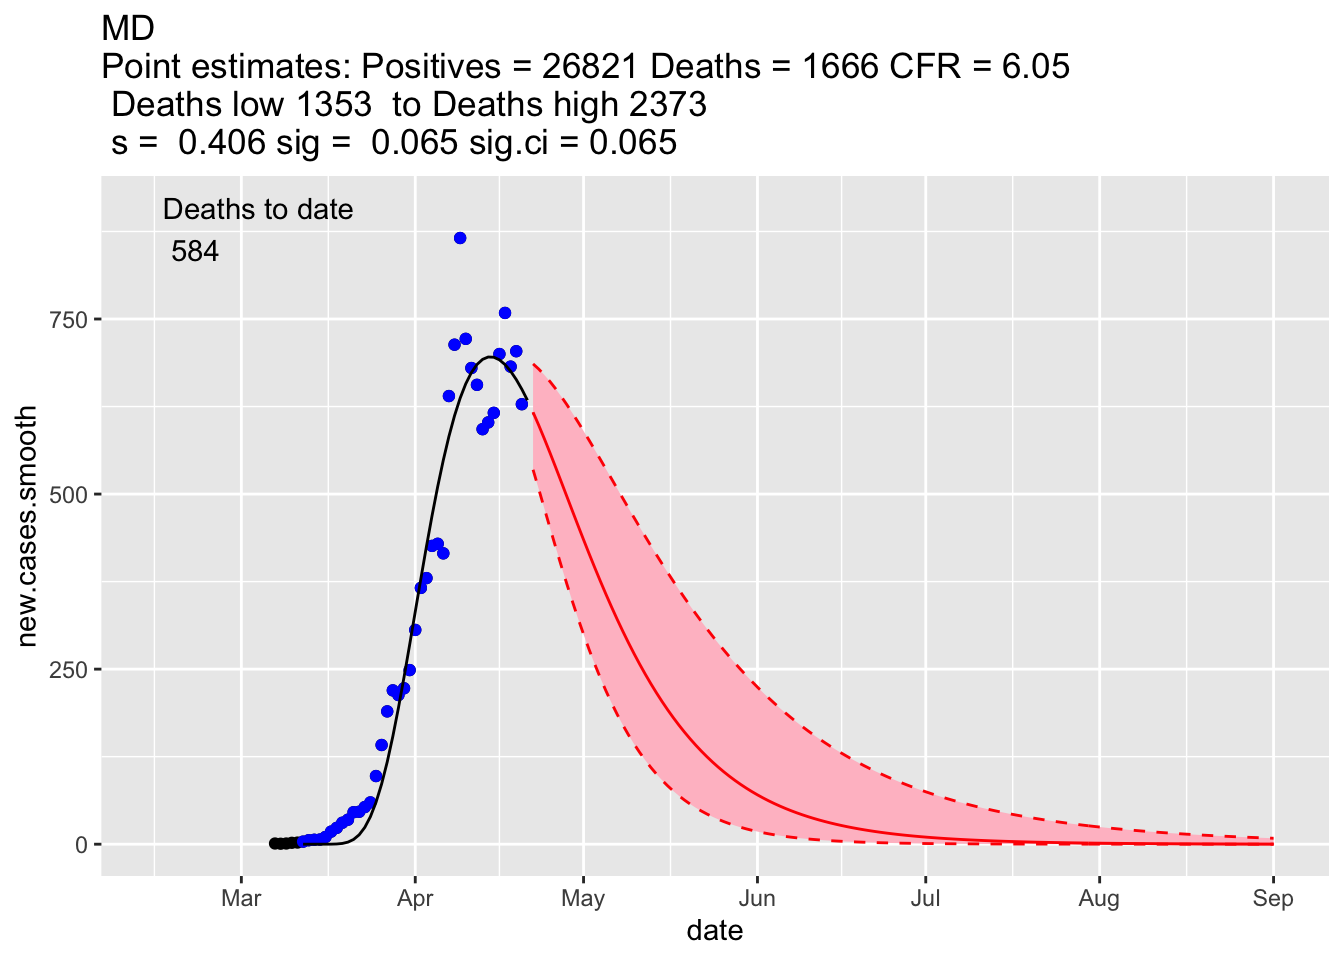 MD
Point estimates: Positives = 26821 Deaths = 1666 CFR = 6.05
Deaths low 1353  to Deaths high 2373
s =  0.406 sig =  0.065 sig.ci = 0.065
Deaths to date
584
750
500
250
0
new.cases.smooth
Mar Apr May Jun Jul Aug Sep
date